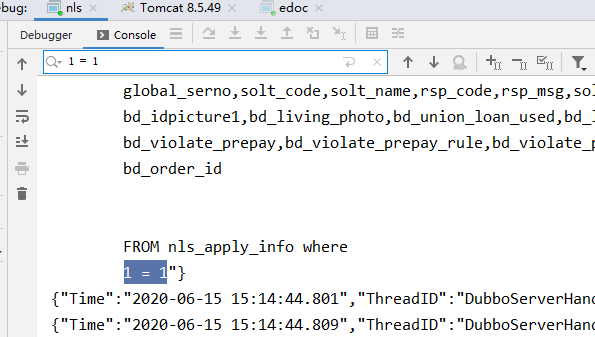 ebug:
nls
Tomcat 8.5.49
edoc
Debugger
Console
1 = 1
global_serno,solt_code,solt_name,rsp_code,rsp_msg,sol
bd_idpicture1,bd_living_photo,bd_union_loan_used,bd_l
bd_violate_prepay,bd_violate_prepay_rule,bd_violate_p
bd_order_id
FROM nls_apply_info where
1 = 1"}
{"Time":"2020-06-15 15:14:44.801","ThreadID":"DubboServerHand
{"Time":"2020-06-15 15:14:44.809","ThreadID":"DubboServerHand